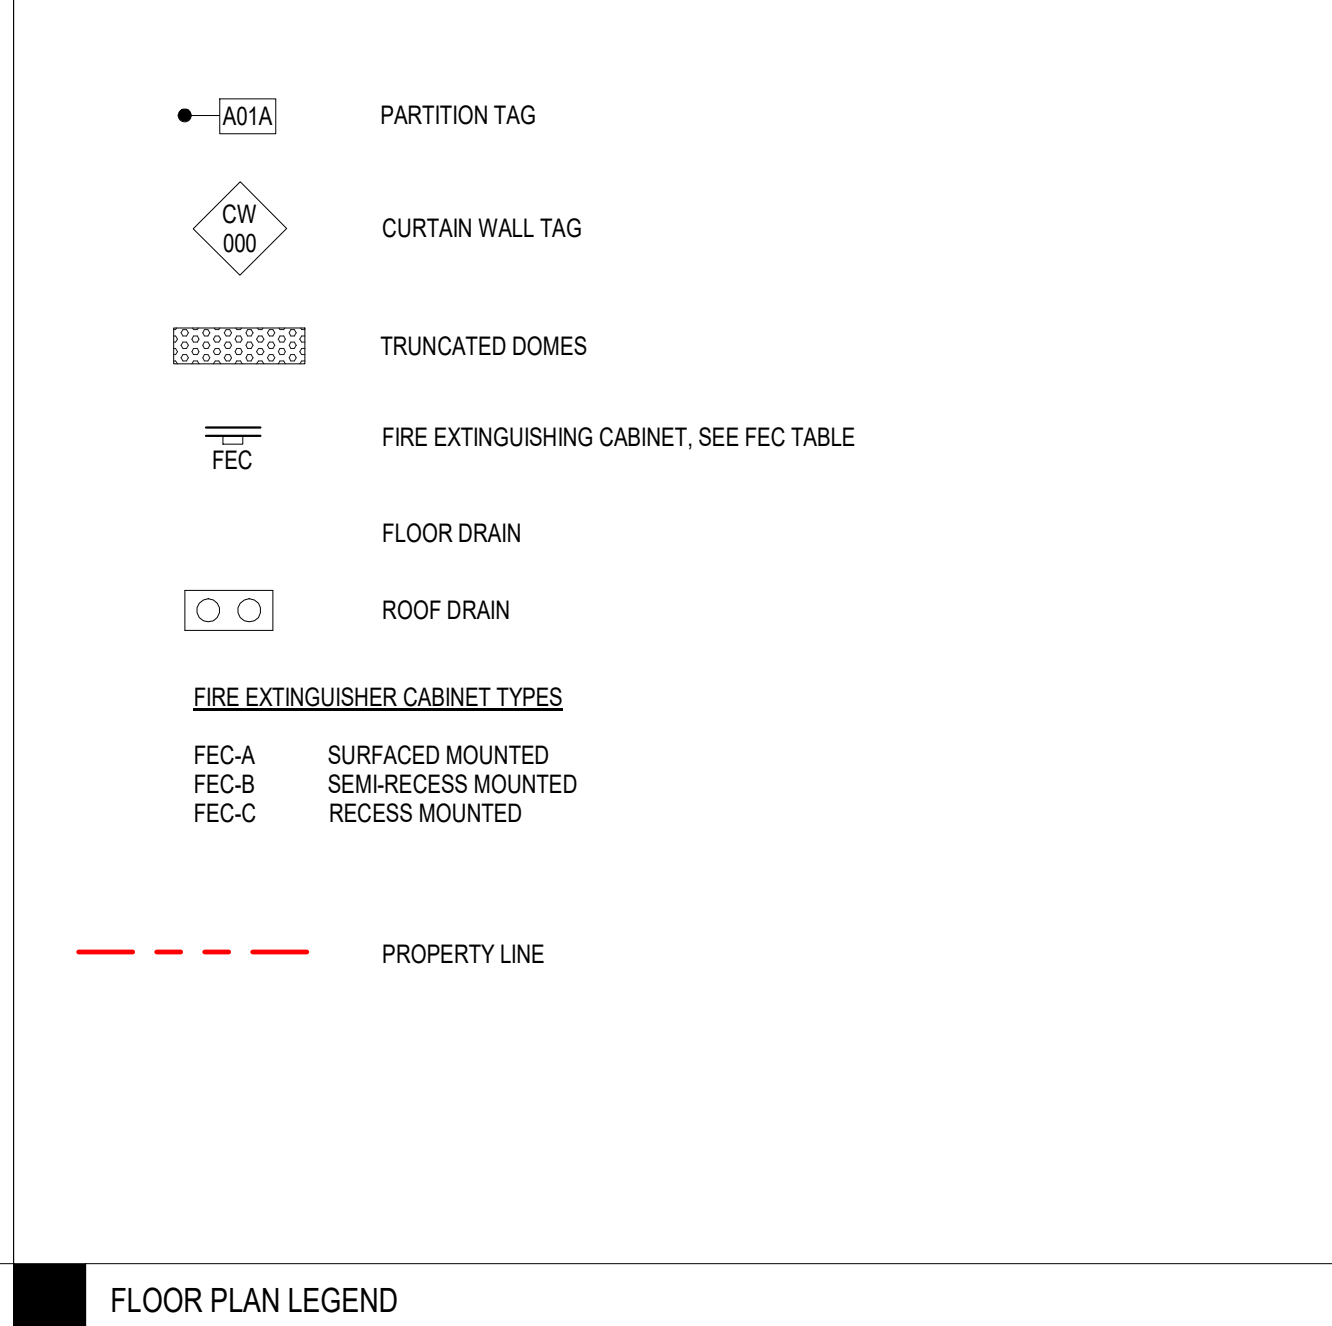 A01A PARTITION TAG
CW
000
CURTAIN WALL TAG
TRUNCATED DOMES
FEC
FIRE EXTINGUISHING CABINET, SEE FEC TABLE
FLOOR DRAIN
ROOF DRAIN
FIRE EXTINGUISHER CABINET TYPES
FEC-A SURFACED MOUNTED
FEC-B SEMI-RECESS MOUNTED
FEC-C RECESS MOUNTED
PROPERTY LINE
FLOOR PLAN LEGEND